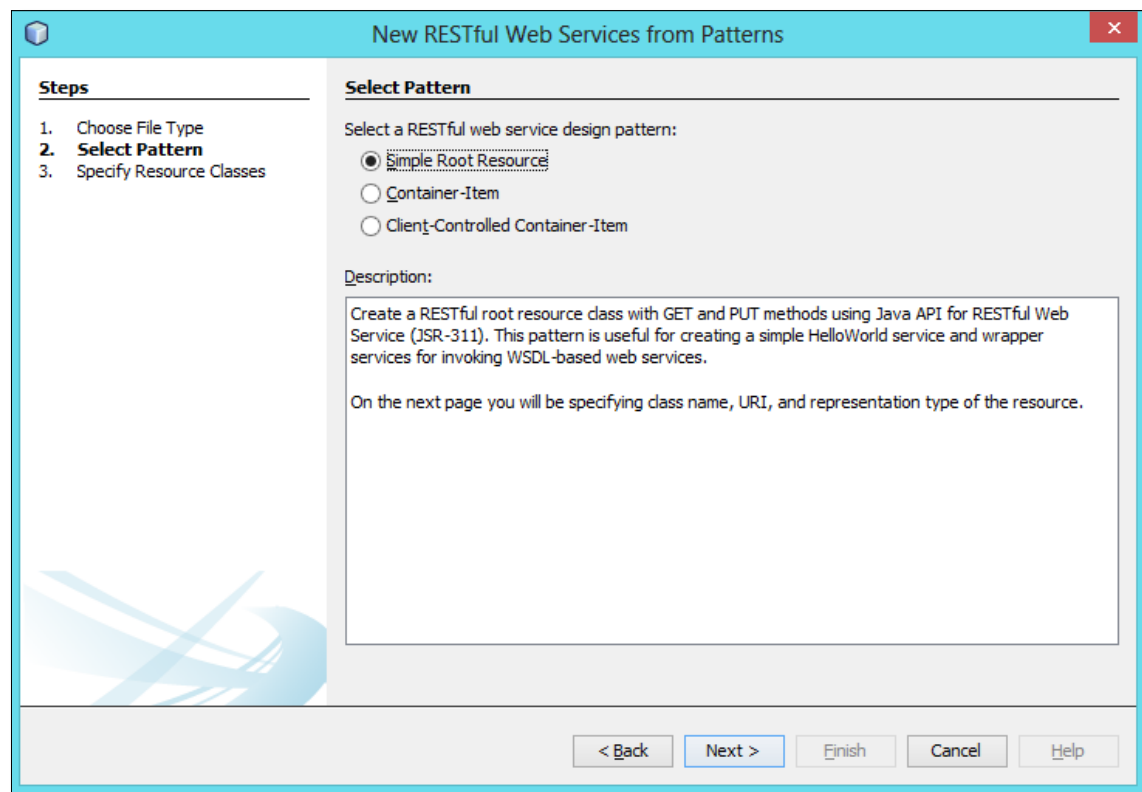 New RESTful Web Services from Patterns
Steps
1. Choose File Type
2. Select Pattern
3. Specify Resource Classes
Select Pattern
Select a RESTful web service design pattern:
Simple Root Resource
Container-Item
Client-Controlled Container-Item
Description:
Create a RESTful root resource class with GET and PUT methods using Java API for RESTful Web
Service (JSR-311). This pattern is useful for creating a simple HelloWorld service and wrapper
services for invoking WSDL-based web services.
On the next page you will be specifying class name, URI, and representation type of the resource.
< Back
Next >
Finish
Cancel
Help